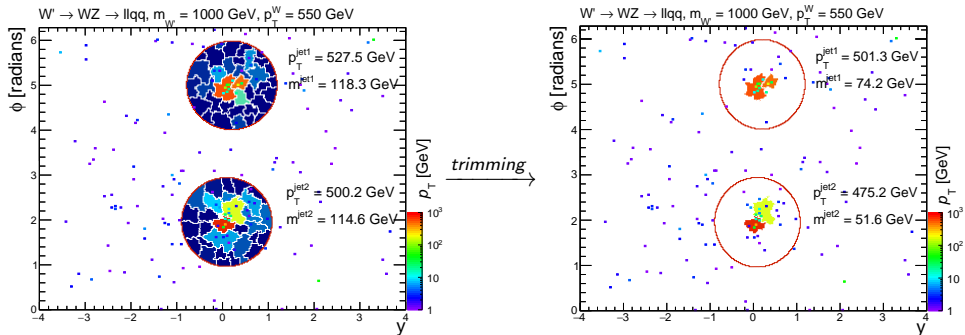 W' → WZ → llqq, m_W' = 1000 GeV, p_T^W = 550 GeV
ϕ [radians]
6
5
4
3
2
1
0
p_T^jet1 = 527.5 GeV
m^jet1 = 118.3 GeV
p_T^jet2 = 500.2 GeV
m^jet2 = 114.6 GeV
−4 −3 −2 −1 0 1 2 3 4
y
p_T [GeV]
10^3
10^2
10
1
trimming
W' → WZ → llqq, m_W' = 1000 GeV, p_T^W = 550 GeV
ϕ [radians]
6
5
4
3
2
1
0
p_T^jet1 = 501.3 GeV
m^jet1 = 74.2 GeV
p_T^jet2 = 475.2 GeV
m^jet2 = 51.6 GeV
−4 −3 −2 −1 0 1 2 3 4
y
p_T [GeV]
10^3
10^2
10
1